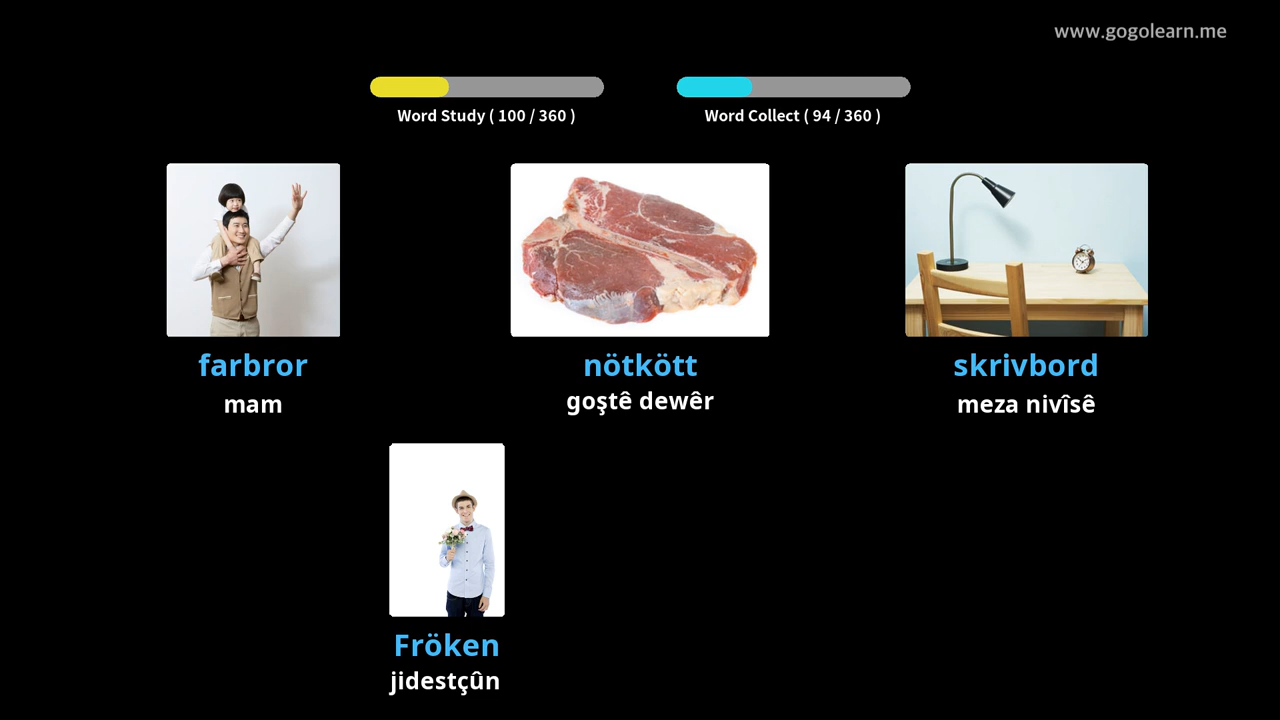 www.gogolearn.me
Word Study ( 100 / 360 )
Word Collect ( 94 / 360 )
farbror
mam
nötkött
goştê dewêr
skrivbord
meza nivîsê
Fröken
jidestçûn